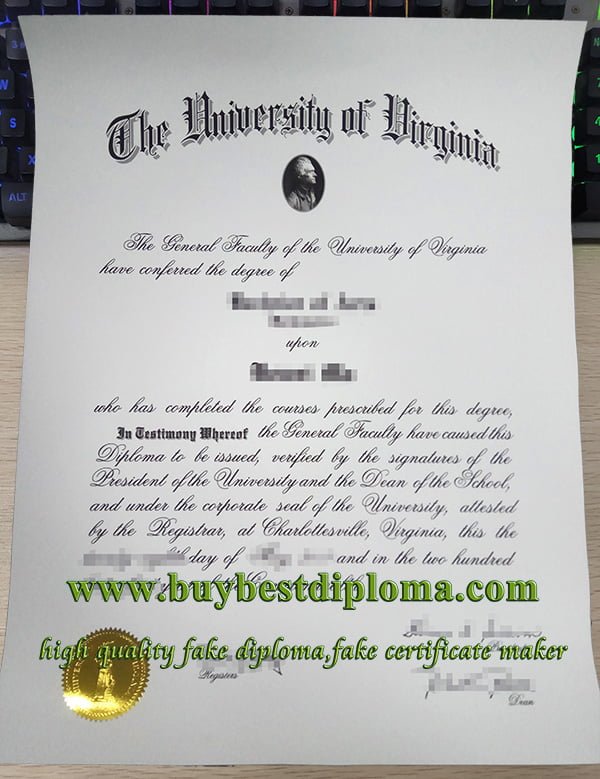 The University of Virginia
The General Faculty of the University of Virginia
have conferred the degree of
upon
who has completed the courses prescribed for this degree,
In Testimony Whereof the General Faculty have caused this
Diploma to be issued, verified by the signatures of the
President of the University and the Dean of the School,
and under the corporate seal of the University, attested
by the Registrar, at Charlottesville, Virginia, this the
day of and in the two hundred
www.buybestdiploma.com
high quality fake diploma,fake certificate maker
Registers
Dean
W
S
X
ALT